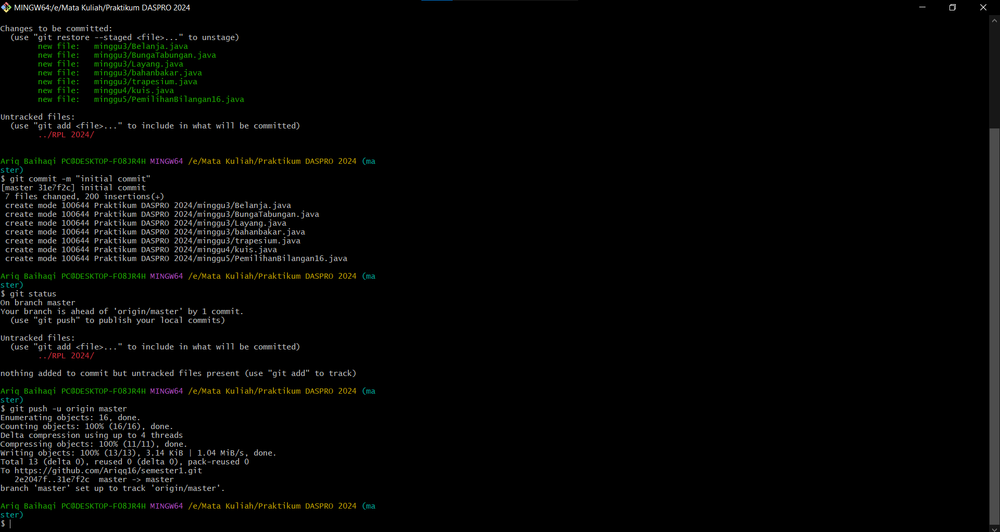 MINGW64:/e/Mata Kuliah/Praktikum DASPRO 2024
Changes to be committed:
  (use "git restore --staged <file>..." to unstage)
        new file:   minggu3/Belanja.java
        new file:   minggu3/BungaTabungan.java
        new file:   minggu3/Layang.java
        new file:   minggu3/bahanbakar.java
        new file:   minggu3/trapesium.java
        new file:   minggu4/kuis.java
        new file:   minggu5/PemilihanBilangan16.java
Untracked files:
  (use "git add <file>..." to include in what will be committed)
        ../RPL 2024/
Ariq Baihaqi PC@DESKTOP-F08JR4H MINGW64 /e/Mata Kuliah/Praktikum DASPRO 2024 (ma
ster)
$ git commit -m "initial commit"
[master 31e7f2c] initial commit
 7 files changed, 200 insertions(+)
 create mode 100644 Praktikum DASPRO 2024/minggu3/Belanja.java
 create mode 100644 Praktikum DASPRO 2024/minggu3/BungaTabungan.java
 create mode 100644 Praktikum DASPRO 2024/minggu3/Layang.java
 create mode 100644 Praktikum DASPRO 2024/minggu3/bahanbakar.java
 create mode 100644 Praktikum DASPRO 2024/minggu3/trapesium.java
 create mode 100644 Praktikum DASPRO 2024/minggu4/kuis.java
 create mode 100644 Praktikum DASPRO 2024/minggu5/PemilihanBilangan16.java
Ariq Baihaqi PC@DESKTOP-F08JR4H MINGW64 /e/Mata Kuliah/Praktikum DASPRO 2024 (ma
ster)
$ git status
On branch master
Your branch is ahead of 'origin/master' by 1 commit.
  (use "git push" to publish your local commits)
Untracked files:
  (use "git add <file>..." to include in what will be committed)
        ../RPL 2024/
nothing added to commit but untracked files present (use "git add" to track)
Ariq Baihaqi PC@DESKTOP-F08JR4H MINGW64 /e/Mata Kuliah/Praktikum DASPRO 2024 (ma
ster)
$ git push -u origin master
Enumerating objects: 16, done.
Counting objects: 100% (16/16), done.
Delta compression using up to 4 threads
Compressing objects: 100% (11/11), done.
Writing objects: 100% (13/13), 3.14 KiB | 1.04 MiB/s, done.
Total 13 (delta 0), reused 0 (delta 0), pack-reused 0
To https://github.com/Ariqq16/semester1.git
   2e2047f..31e7f2c  master -> master
branch 'master' set up to track 'origin/master'.
Ariq Baihaqi PC@DESKTOP-F08JR4H MINGW64 /e/Mata Kuliah/Praktikum DASPRO 2024 (ma
ster)
$